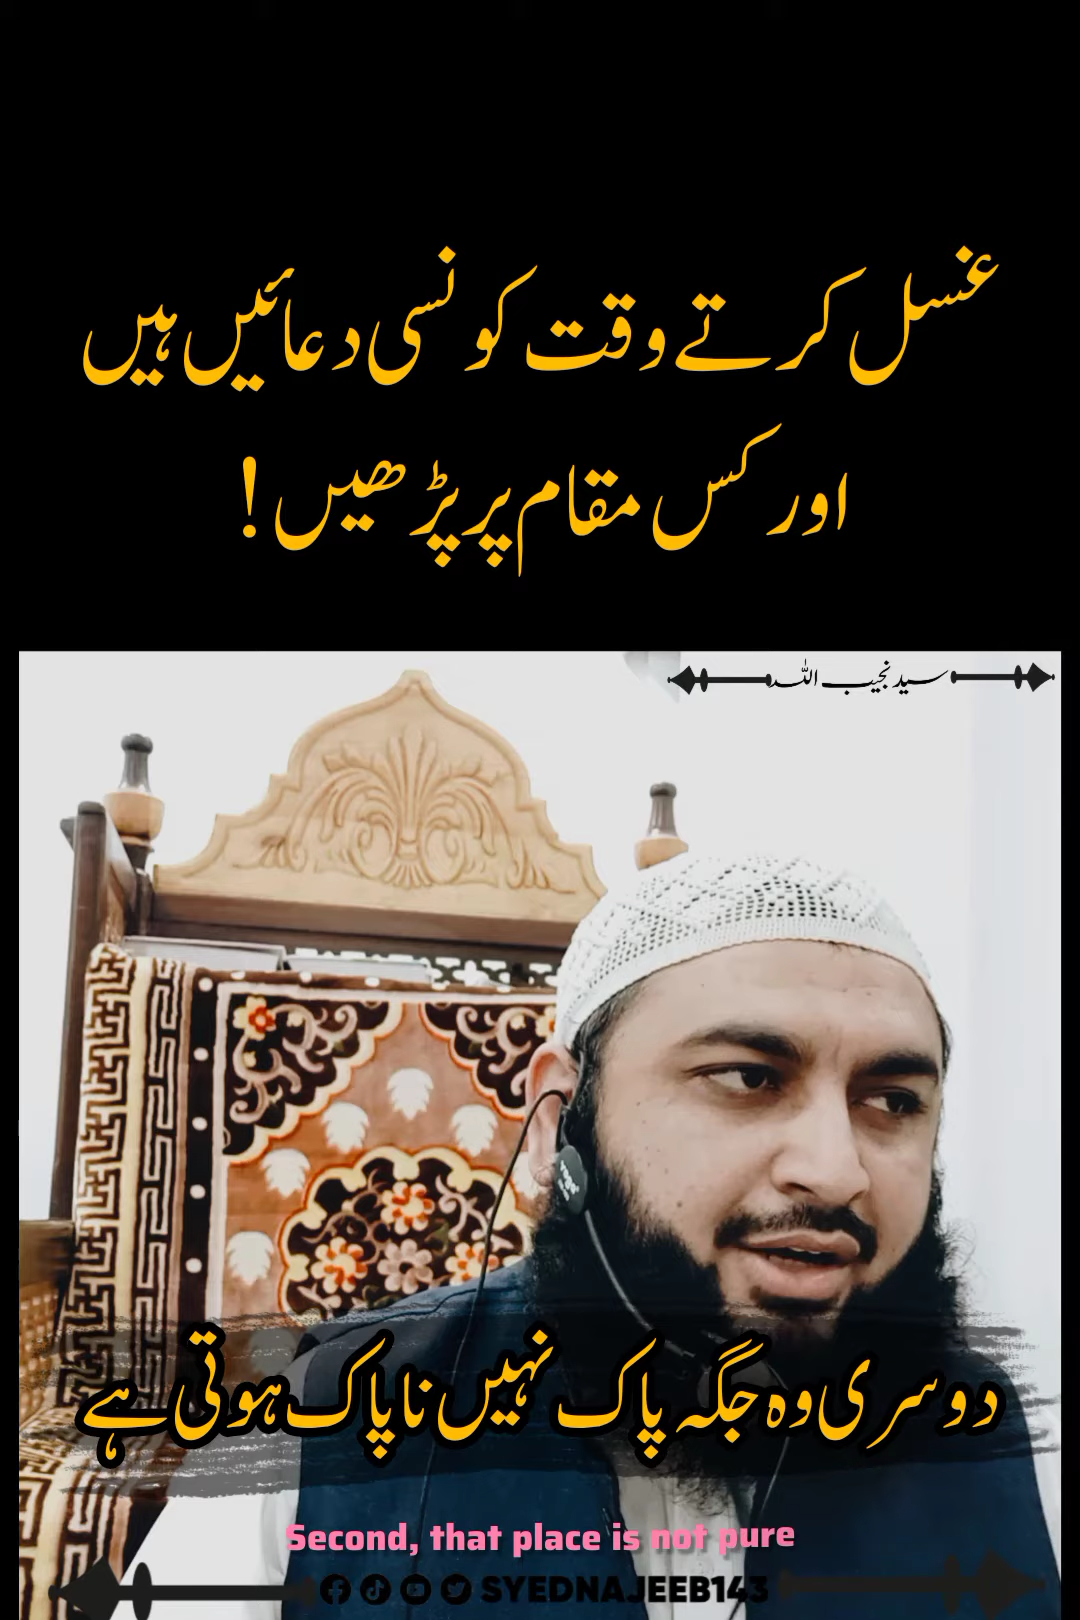 غسل کرتے وقت کونسی دعائیں ہیں
اور کس مقام پر پڑھیں !
سید نجیب اللہ
دوسری وہ جگہ پاک نہیں ناپاک ہوتی ہے
Second, that place is not pure
SYEDNAJEEB143